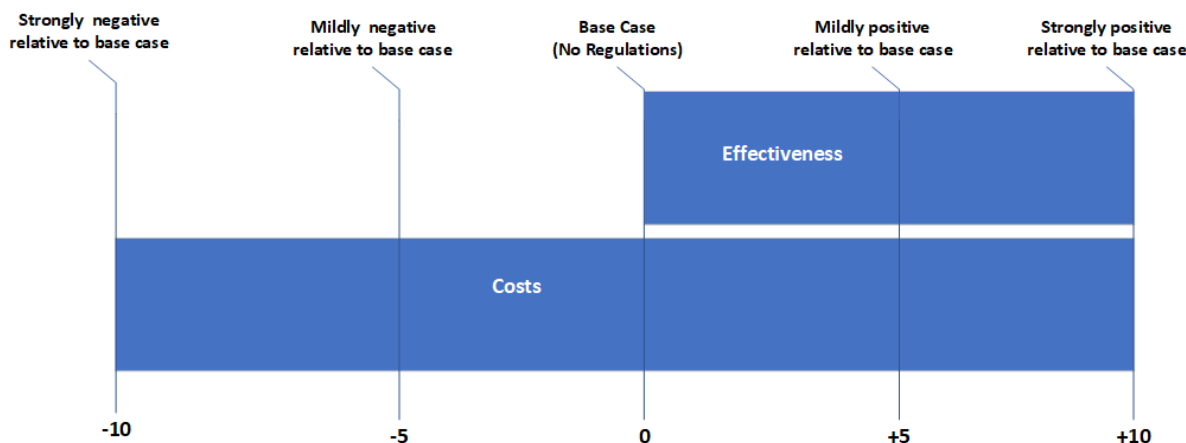 Strongly negative
relative to base case
Mildly negative
relative to base case
Base Case
(No Regulations)
Mildly positive
relative to base case
Strongly positive
relative to base case
Effectiveness
Costs
-10
-5
0
+5
+10